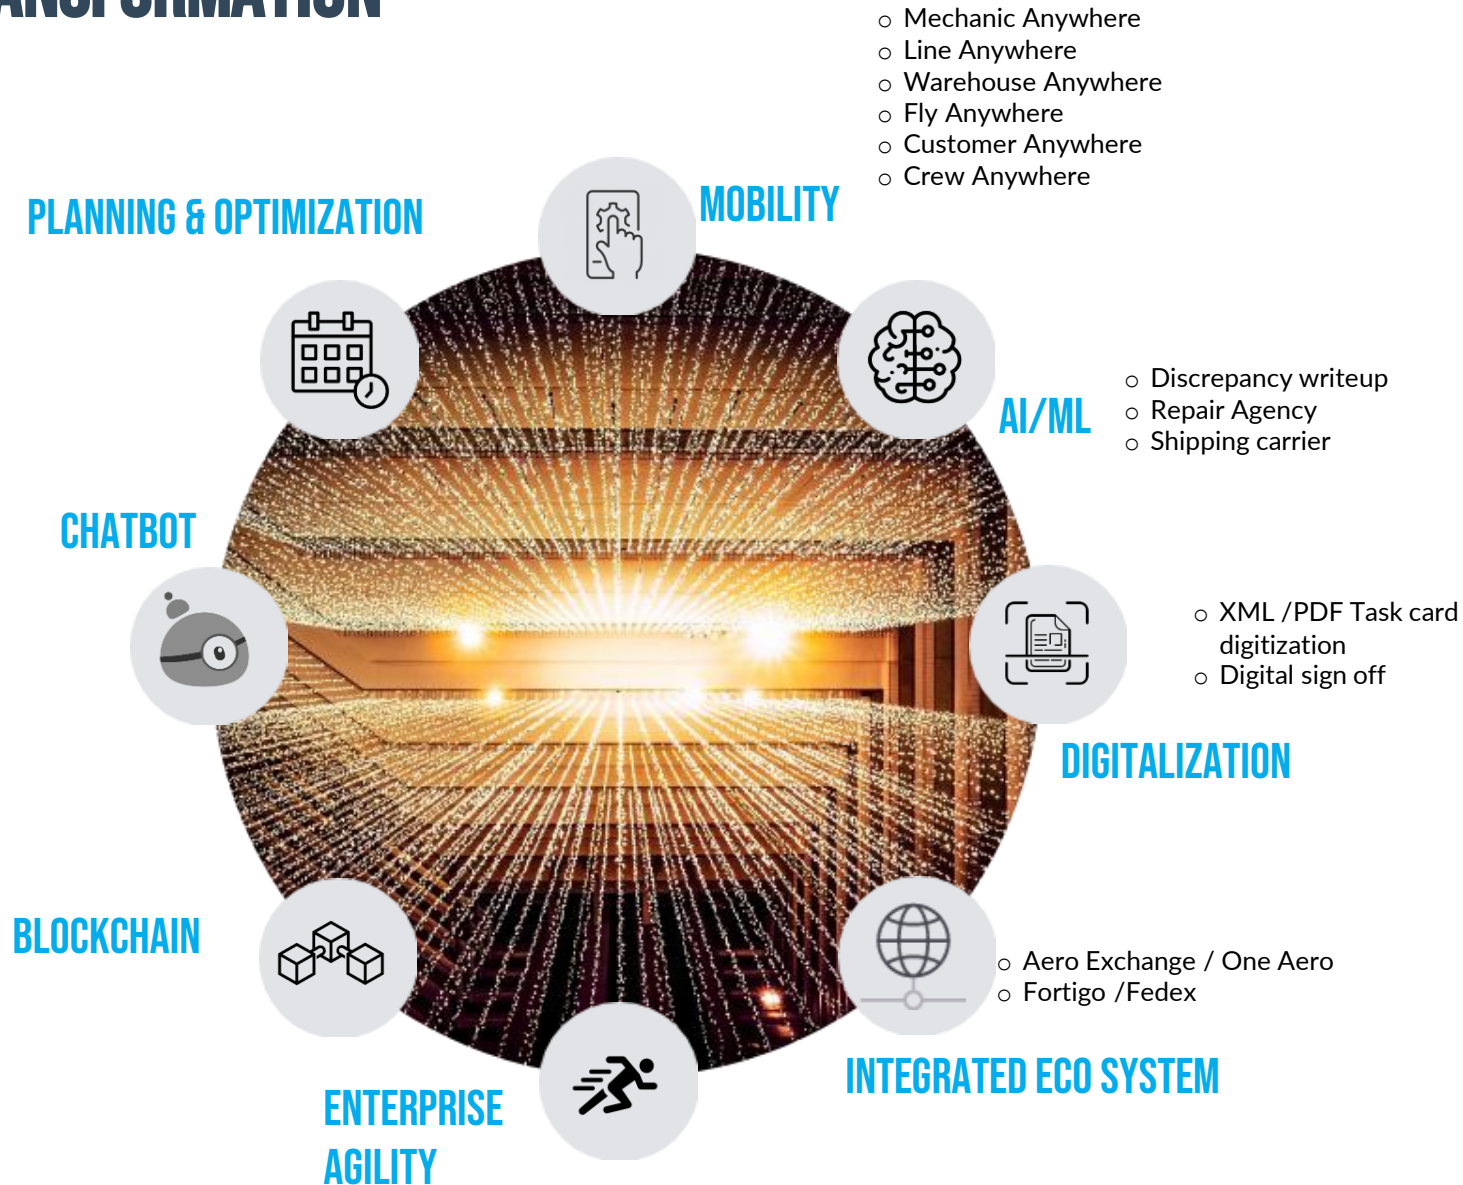 Mechanic Anywhere
Line Anywhere
Warehouse Anywhere
Fly Anywhere
Customer Anywhere
Crew Anywhere
MOBILITY
PLANNING & OPTIMIZATION
Discrepancy writeup
Repair Agency
Shipping carrier
AI/ML
CHATBOT
XML /PDF Task card
digitization
Digital sign off
DIGITALIZATION
BLOCKCHAIN
Aero Exchange / One Aero
Fortigo /Fedex
INTEGRATED ECO SYSTEM
ENTERPRISE
AGILITY